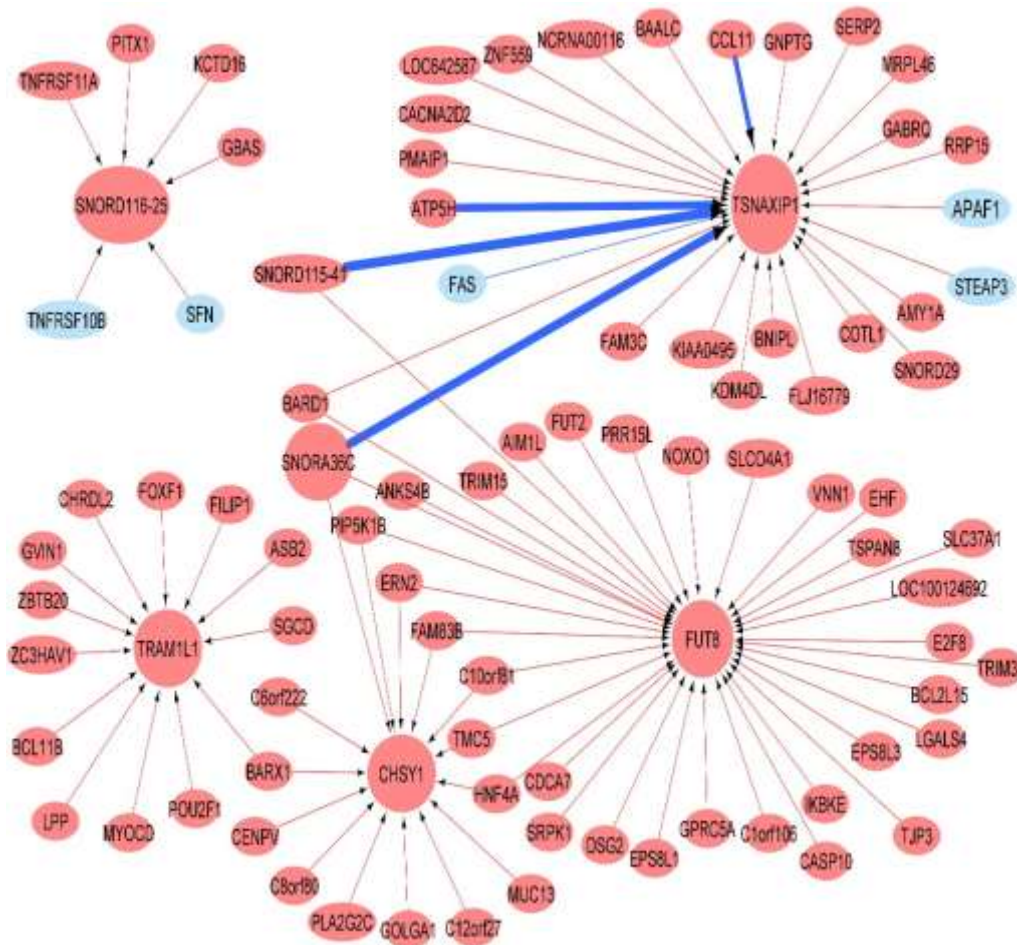 PITX1
TNFRSF11A
KCTD16
GBAS
SNORD116-25
TNFRSF10B
SFN
NCRNA00116
BAALC
CCL11
GNPTG
SERP2
LOC642587
ZNF559
MRPL46
CACNA2D2
GABRQ
PMAIP1
RRP15
ATP5H
TSNAXIP1
APAF1
SNORD115-41
FAS
STEAP3
AMY1A
FAM3C
KIAA0495
BNIPL
COTL1
SNORD29
KDM4DL
FLJ16779
BARD1
SNORA36C
ANKS4B
TRIM15
AIM1L
FUT2
PRR15L
NOXO1
SLCO4A1
VNN1
EHF
PIP5K1B
TSPAN8
SLC37A1
LOC100124692
ERN2
FAM83B
FUT8
E2F8
TRIM3
C10orf81
BCL2L15
TMC5
LGALS4
EPS8L3
HNF4A
CDCA7
IKBKE
SRPK1
DSG2
EPS8L1
GPRC5A
C1orf106
CASP10
TJP3
CHRDL2
FOXF1
FILIP1
GVIN1
ASB2
ZBTB20
SGCD
ZC3HAV1
TRAM1L1
BCL11B
LPP
MYOCD
POU2F1
BARX1
C6orf222
CHSY1
CENPV
C8orf80
PLA2G2C
GOLGA1
C12orf27
MUC13